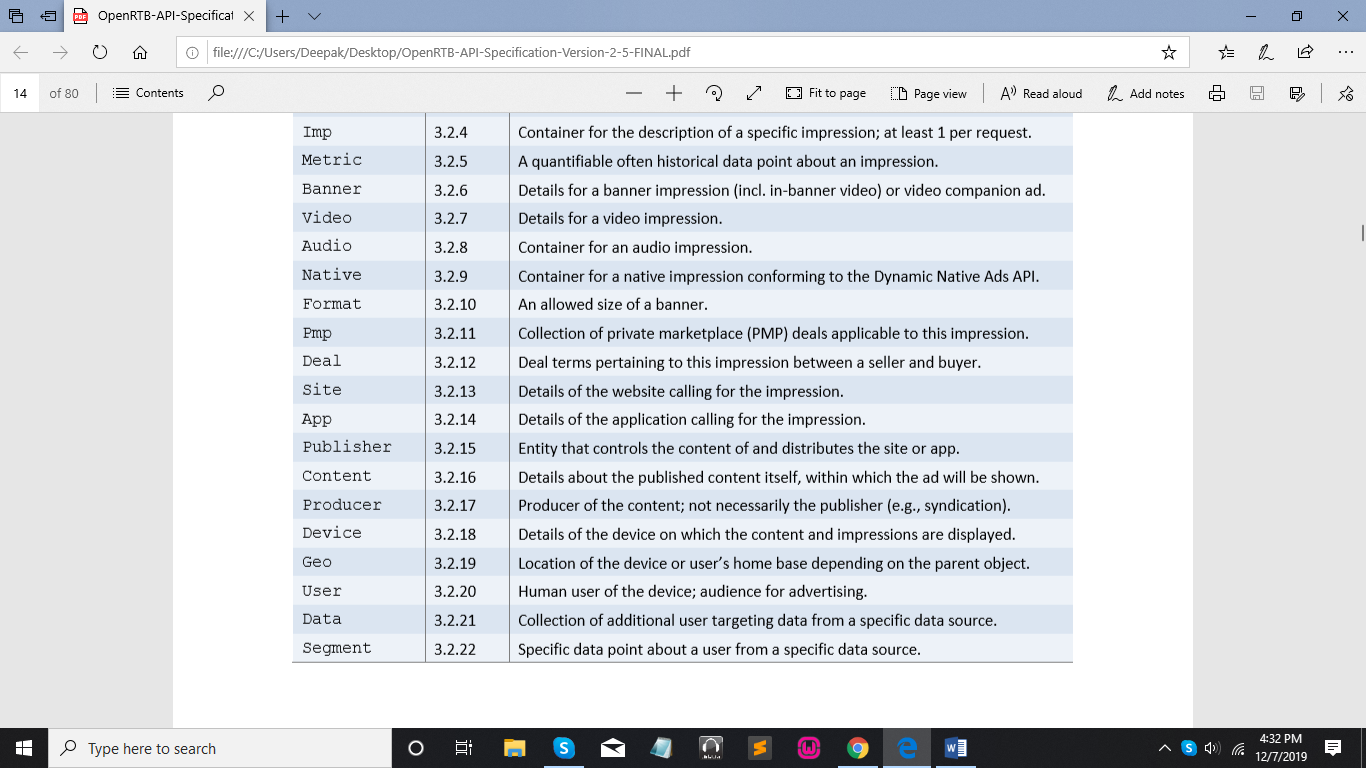 OpenRTB-API-Specificat
file:///C:/Users/Deepak/Desktop/OpenRTB-API-Specification-Version-2-5-FINAL.pdf
14 of 80 Contents Fit to page Page view Read aloud Add notes
Imp 3.2.4 Container for the description of a specific impression; at least 1 per request.
Metric 3.2.5 A quantifiable often historical data point about an impression.
Banner 3.2.6 Details for a banner impression (incl. in-banner video) or video companion ad.
Video 3.2.7 Details for a video impression.
Audio 3.2.8 Container for an audio impression.
Native 3.2.9 Container for a native impression conforming to the Dynamic Native Ads API.
Format 3.2.10 An allowed size of a banner.
Pmp 3.2.11 Collection of private marketplace (PMP) deals applicable to this impression.
Deal 3.2.12 Deal terms pertaining to this impression between a seller and buyer.
Site 3.2.13 Details of the website calling for the impression.
App 3.2.14 Details of the application calling for the impression.
Publisher 3.2.15 Entity that controls the content of and distributes the site or app.
Content 3.2.16 Details about the published content itself, within which the ad will be shown.
Producer 3.2.17 Producer of the content; not necessarily the publisher (e.g., syndication).
Device 3.2.18 Details of the device on which the content and impressions are displayed.
Geo 3.2.19 Location of the device or user's home base depending on the parent object.
User 3.2.20 Human user of the device; audience for advertising.
Data 3.2.21 Collection of additional user targeting data from a specific data source.
Segment 3.2.22 Specific data point about a user from a specific data source.
Type here to search
4:32 PM
12/7/2019